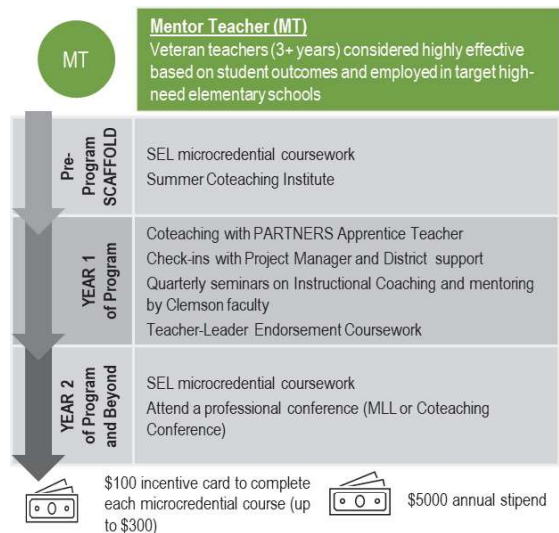 MT
Mentor Teacher (MT)
Veteran teachers (3+ years) considered highly effective
based on student outcomes and employed in target high-
need elementary schools
Pre-
Program
SCAFFOLD
SEL microcredential coursework
Summer Coteaching Institute
YEAR 1
of Program
Coteaching with PARTNERS Apprentice Teacher
Check-ins with Project Manager and District support
Quarterly seminars on Instructional Coaching and mentoring
by Clemson faculty
Teacher-Leader Endorsement Coursework
YEAR 2
of Program
and Beyond
SEL microcredential coursework
Attend a professional conference (MLL or Coteaching
Conference)
$100 incentive card to complete
each microcredential course (up
to $300)
$5000 annual stipend